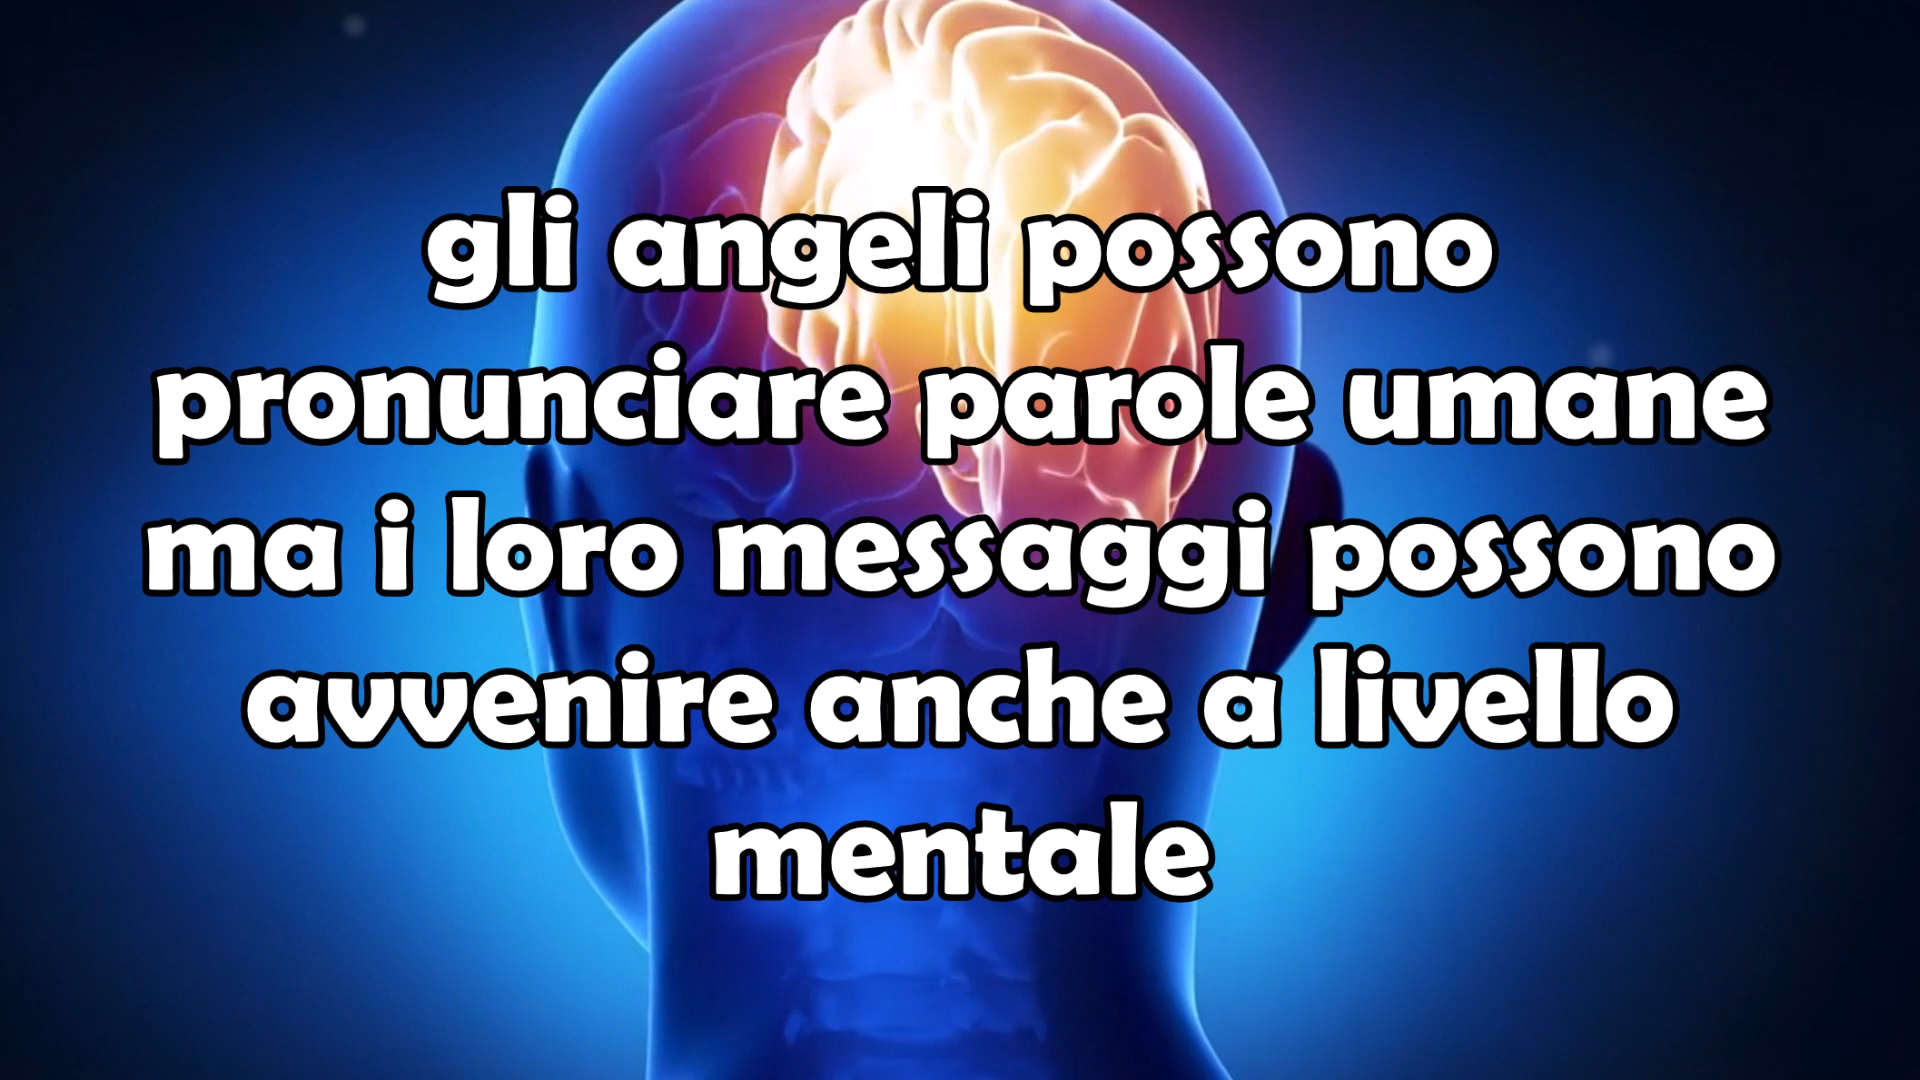 gli angeli possono
pronunciare parole umane
ma i loro messaggi possono
avvenire anche a livello
mentale